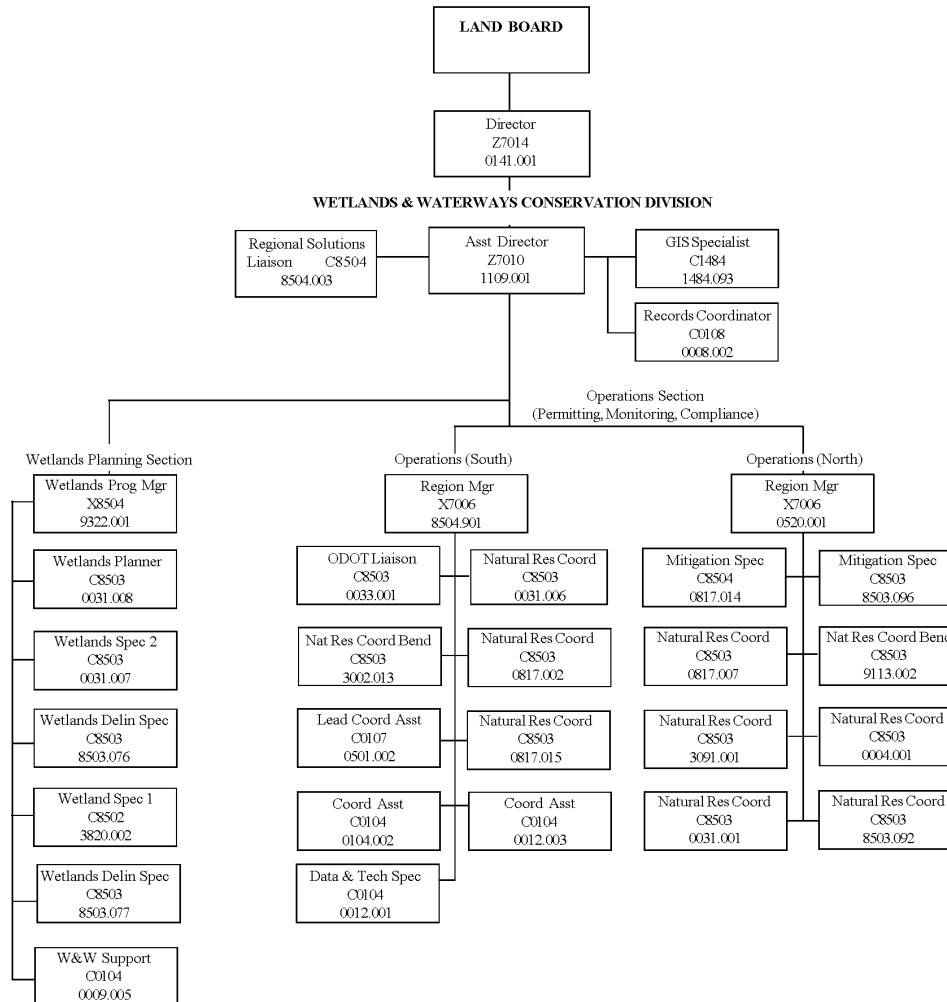 LAND BOARD
Director
Z7014
0141.001
WETLANDS & WATERWAYS CONSERVATION DIVISION
Regional Solutions
Liaison C8504
8504.003
Asst Director
Z7010
1109.001
GIS Specialist
C1484
1484.093
Records Coordinator
C0108
0008.002
Operations Section
(Permitting, Monitoring, Compliance)
Wetlands Planning Section
Wetlands Prog Mgr
X8504
9322.001
Wetlands Planner
C8503
0031.008
Wetlands Spec 2
C8503
0031.007
Wetlands Delin Spec
C8503
8503.076
Wetland Spec 1
C8502
3820.002
Wetlands Delin Spec
C8503
8503.077
W&W Support
C0104
0009.005
Operations (South)
Region Mgr
X7006
8504.901
ODOT Liaison
C8503
0033.001
Natural Res Coord
C8503
0031.006
Nat Res Coord Bend
C8503
3002.013
Natural Res Coord
C8503
0817.002
Lead Coord Asst
C0107
0501.002
Natural Res Coord
C8503
0817.015
Coord Asst
C0104
0104.002
Coord Asst
C0104
0012.003
Data & Tech Spec
C0104
0012.001
Operations (North)
Region Mgr
X7006
0520.001
Mitigation Spec
C8504
0817.014
Mitigation Spec
C8503
8503.096
Natural Res Coord
C8503
0817.007
Nat Res Coord Bend
C8503
9113.002
Natural Res Coord
C8503
3091.001
Natural Res Coord
C8503
0004.001
Natural Res Coord
C8503
0031.001
Natural Res Coord
C8503
8503.092